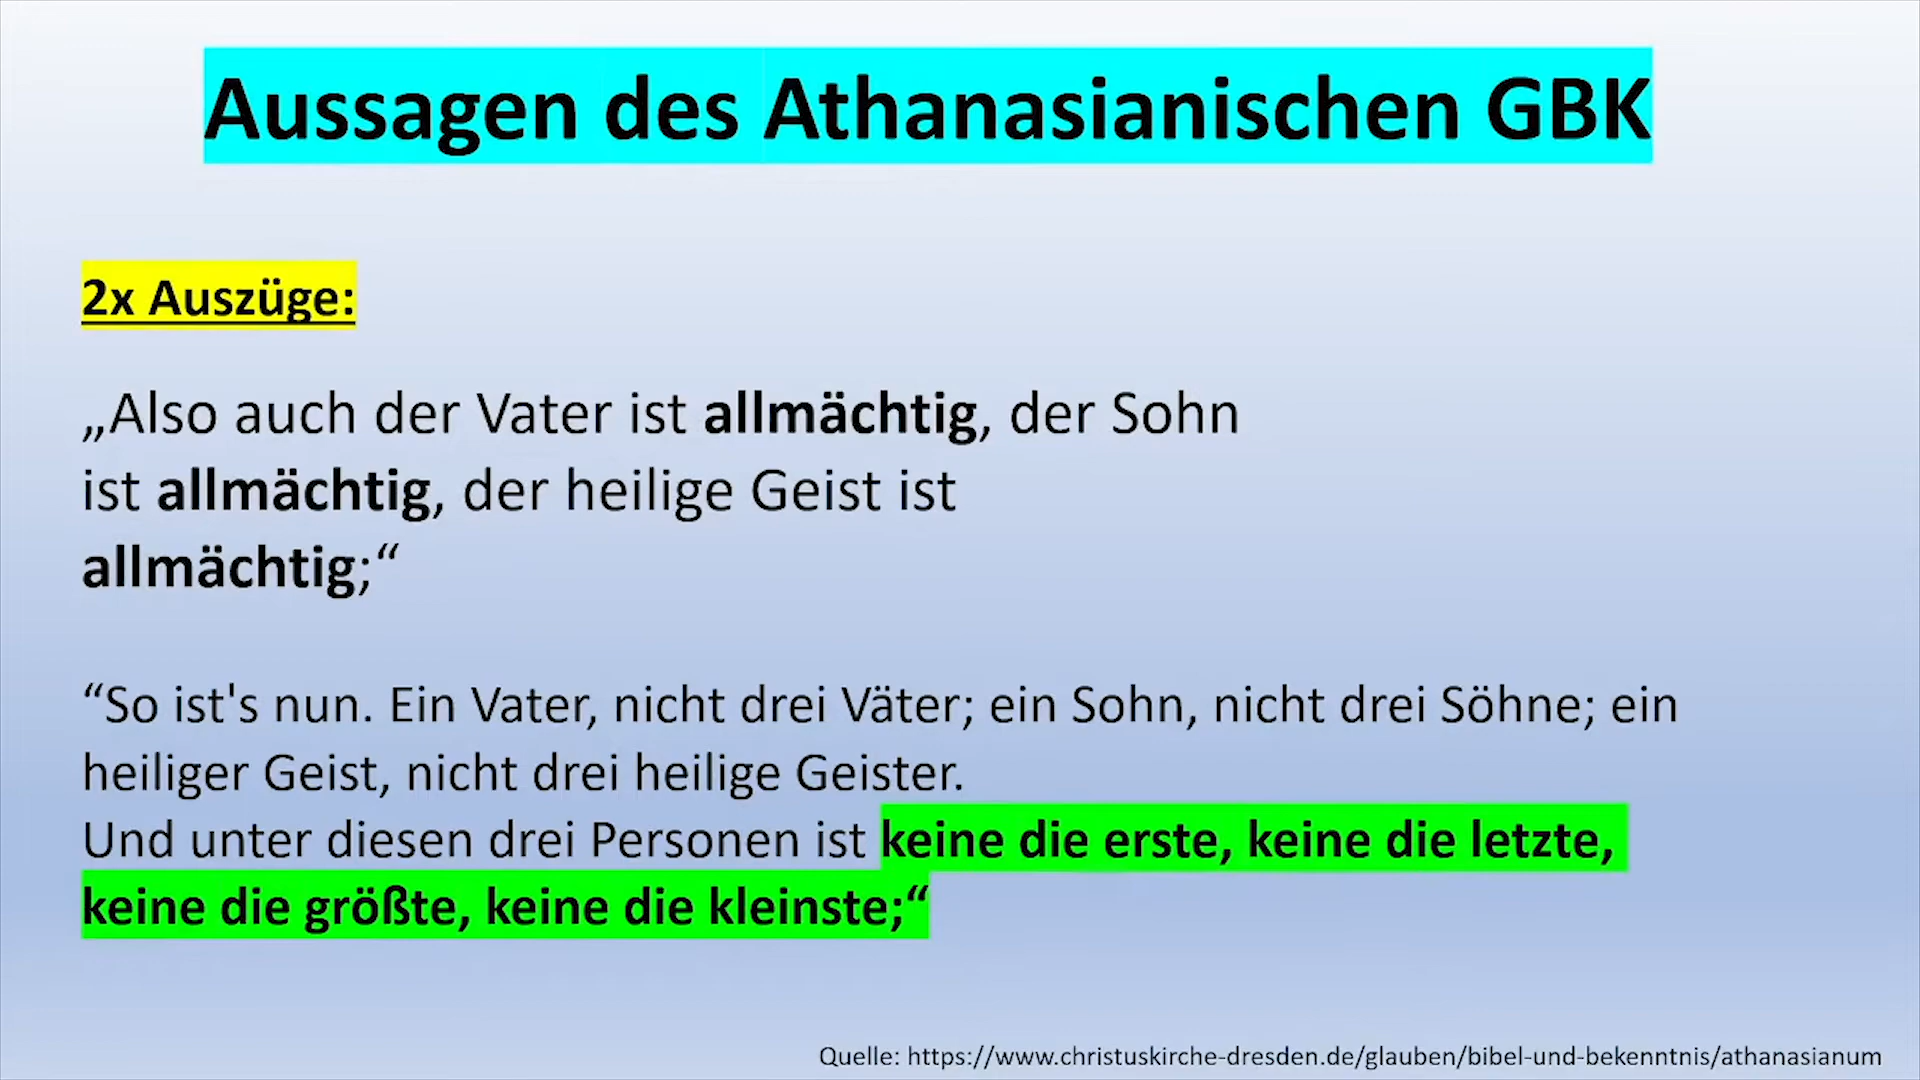 Aussagen des Athanasianischen GBK
2x Auszüge:
„Also auch der Vater ist allmächtig, der Sohn
ist allmächtig, der heilige Geist ist
allmächtig;“
“So ist's nun. Ein Vater, nicht drei Väter; ein Sohn, nicht drei Söhne; ein
heiliger Geist, nicht drei heilige Geister.
Und unter diesen drei Personen ist keine die erste, keine die letzte,
keine die größte, keine die kleinste;“
Quelle: https://www.christuskirche-dresden.de/glauben/bibel-und-bekenntnis/athanasianum